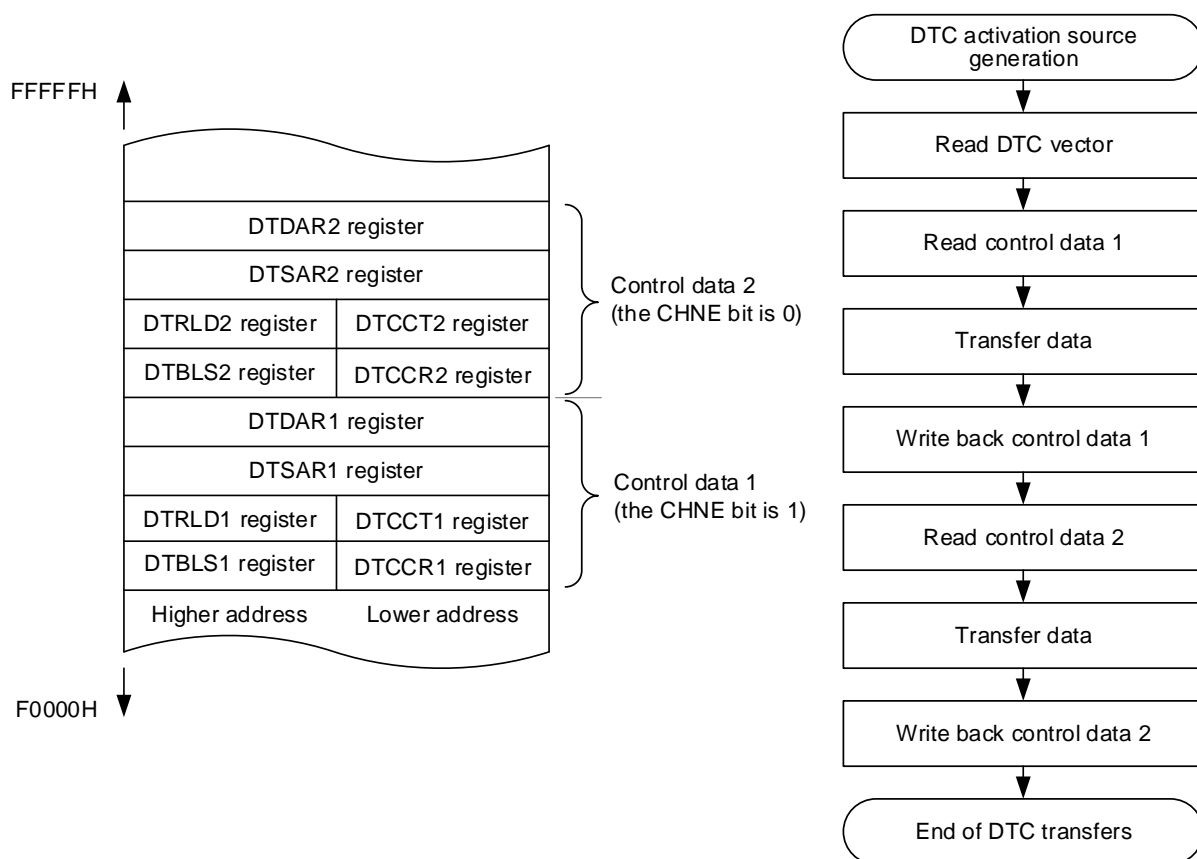 FFFFFH
DTDAR2 register
DTSAR2 register
DTRLD2 register DTCCT2 register
DTBLS2 register DTCCR2 register
DTDAR1 register
DTSAR1 register
DTRLD1 register DTCCT1 register
DTBLS1 register DTCCR1 register
Higher address Lower address
F0000H
Control data 2
(the CHNE bit is 0)
Control data 1
(the CHNE bit is 1)
DTC activation source
generation
Read DTC vector
Read control data 1
Transfer data
Write back control data 1
Read control data 2
Transfer data
Write back control data 2
End of DTC transfers